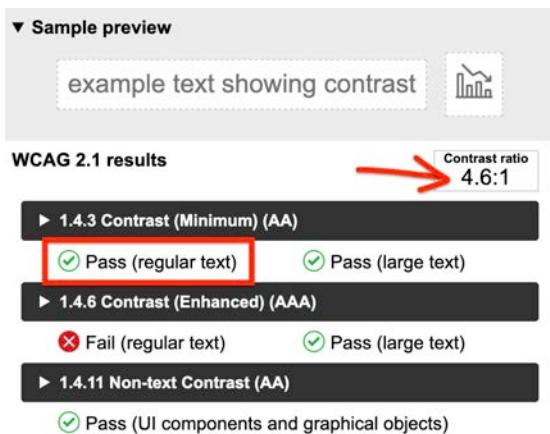 ▼ Sample preview
example text showing contrast
WCAG 2.1 results
Contrast ratio
4.6:1
▶ 1.4.3 Contrast (Minimum) (AA)
Pass (regular text) Pass (large text)
▶ 1.4.6 Contrast (Enhanced) (AAA)
Fail (regular text) Pass (large text)
▶ 1.4.11 Non-text Contrast (AA)
Pass (UI components and graphical objects)